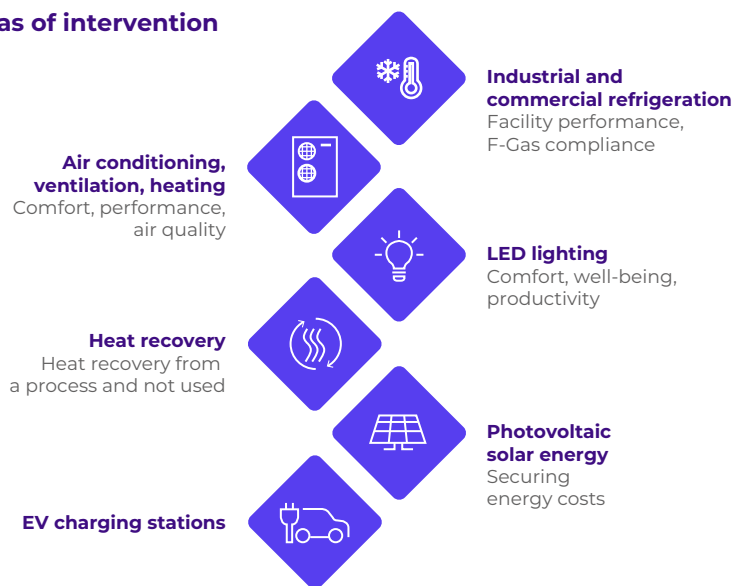 as of intervention
Industrial and
commercial refrigeration
Facility performance,
F-Gas compliance
Air conditioning,
ventilation, heating
Comfort, performance,
air quality
LED lighting
Comfort, well-being,
productivity
Heat recovery
Heat recovery from
a process and not used
Photovoltaic
solar energy
Securing
energy costs
EV charging stations